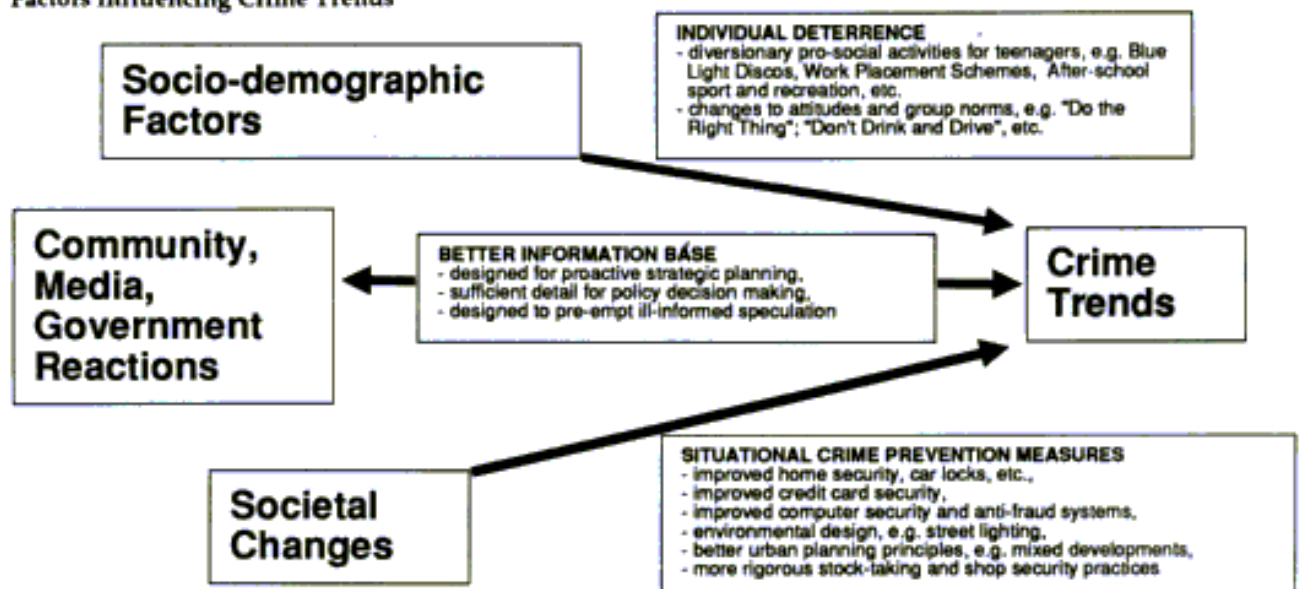 Factors Influencing Crime Trends
Socio-demographic
Factors
INDIVIDUAL DETERRENCE
- diversionary pro-social activities for teenagers, e.g. Blue
Light Discos, Work Placement Schemes, After-school
sport and recreation, etc.
- changes to attitudes and group norms, e.g. "Do the
Right Thing"; "Don't Drink and Drive", etc.
Community,
Media,
Government
Reactions
BETTER INFORMATION BASE
- designed for proactive strategic planning,
- sufficient detail for policy decision making,
- designed to pre-empt ill-informed speculation
Crime
Trends
Societal
Changes
SITUATIONAL CRIME PREVENTION MEASURES
- improved home security, car locks, etc.,
- improved credit card security,
- improved computer security and anti-fraud systems,
- environmental design, e.g. street lighting,
- better urban planning principles, e.g. mixed developments,
- more rigorous stock-taking and shop security practices